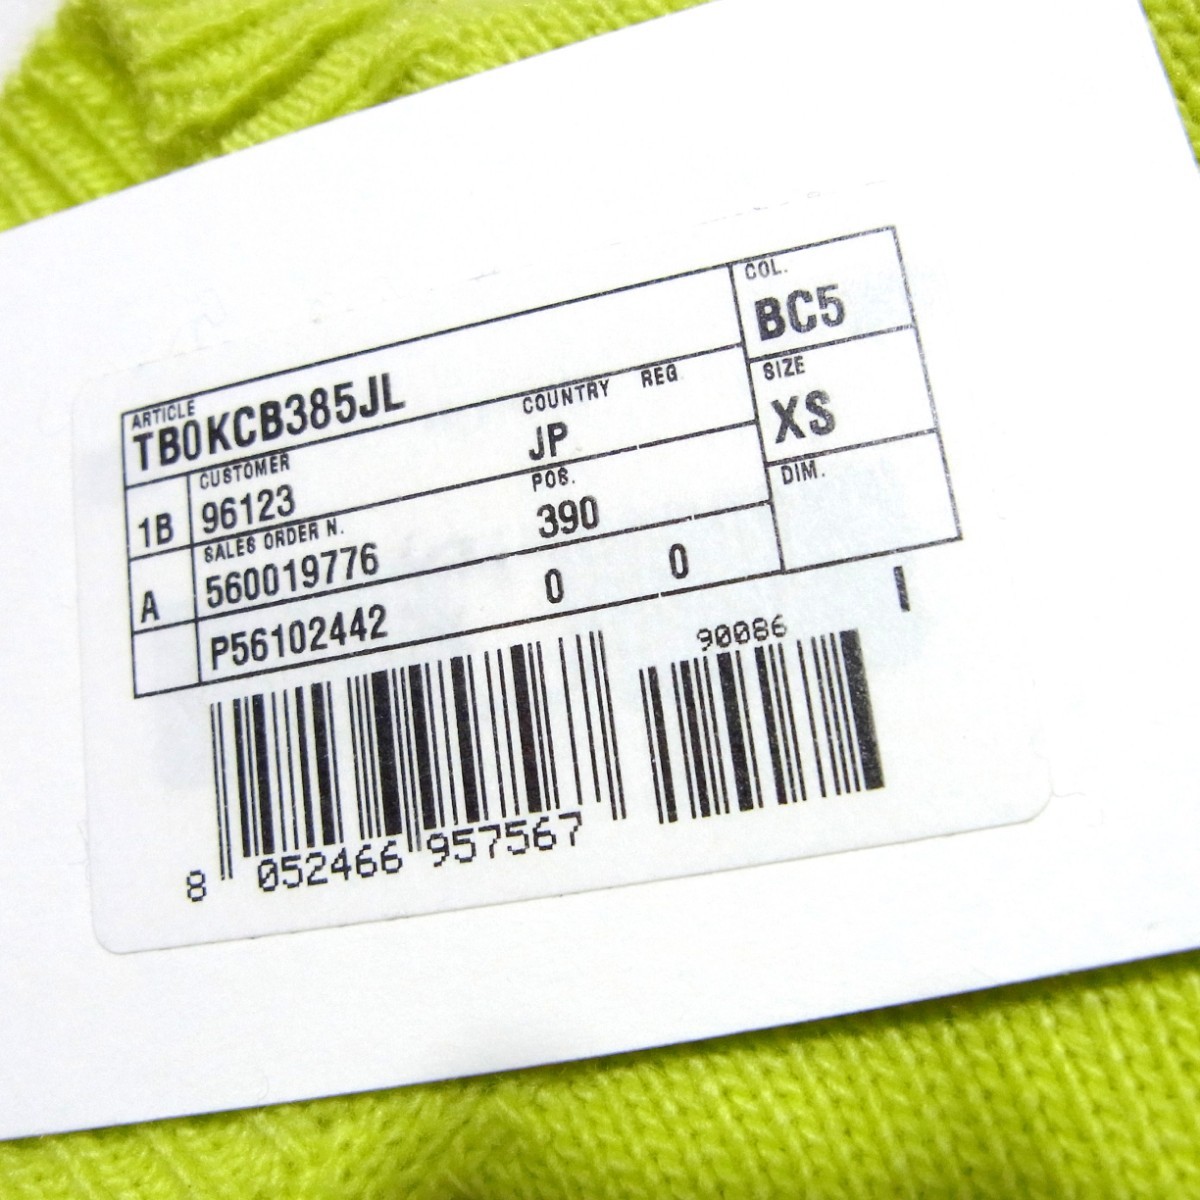 ARTICLE
TB0KCB385JL
COL.
BC5
1B
CUSTOMER
96123
COUNTRY
JP
REG
SIZE
XS
A
SALES ORDER N.
560019776
POS.
390
DIM.
P56102442 0 0
90086
8 052466 957567